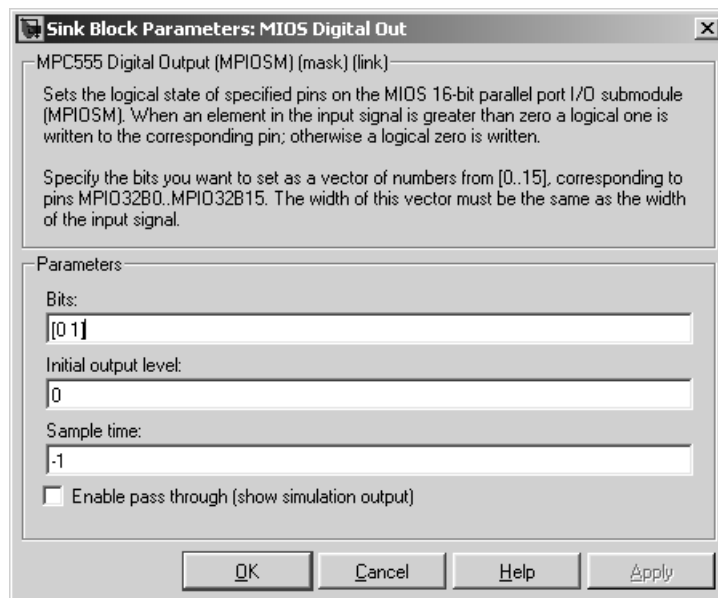 Sink Block Parameters: MIOS Digital Out
MPC555 Digital Output (MPIOSM) (mask) (link)
Sets the logical state of specified pins on the MIOS 16-bit parallel port I/O submodule
(MPIOSM). When an element in the input signal is greater than zero a logical one is
written to the corresponding pin; otherwise a logical zero is written.
Specify the bits you want to set as a vector of numbers from [0..15], corresponding to
pins MPIO32B0..MPIO32B15. The width of this vector must be the same as the width
of the input signal.
Parameters
Bits:
[0 1]
Initial output level:
0
Sample time:
-1
Enable pass through (show simulation output)
OK Cancel Help Apply